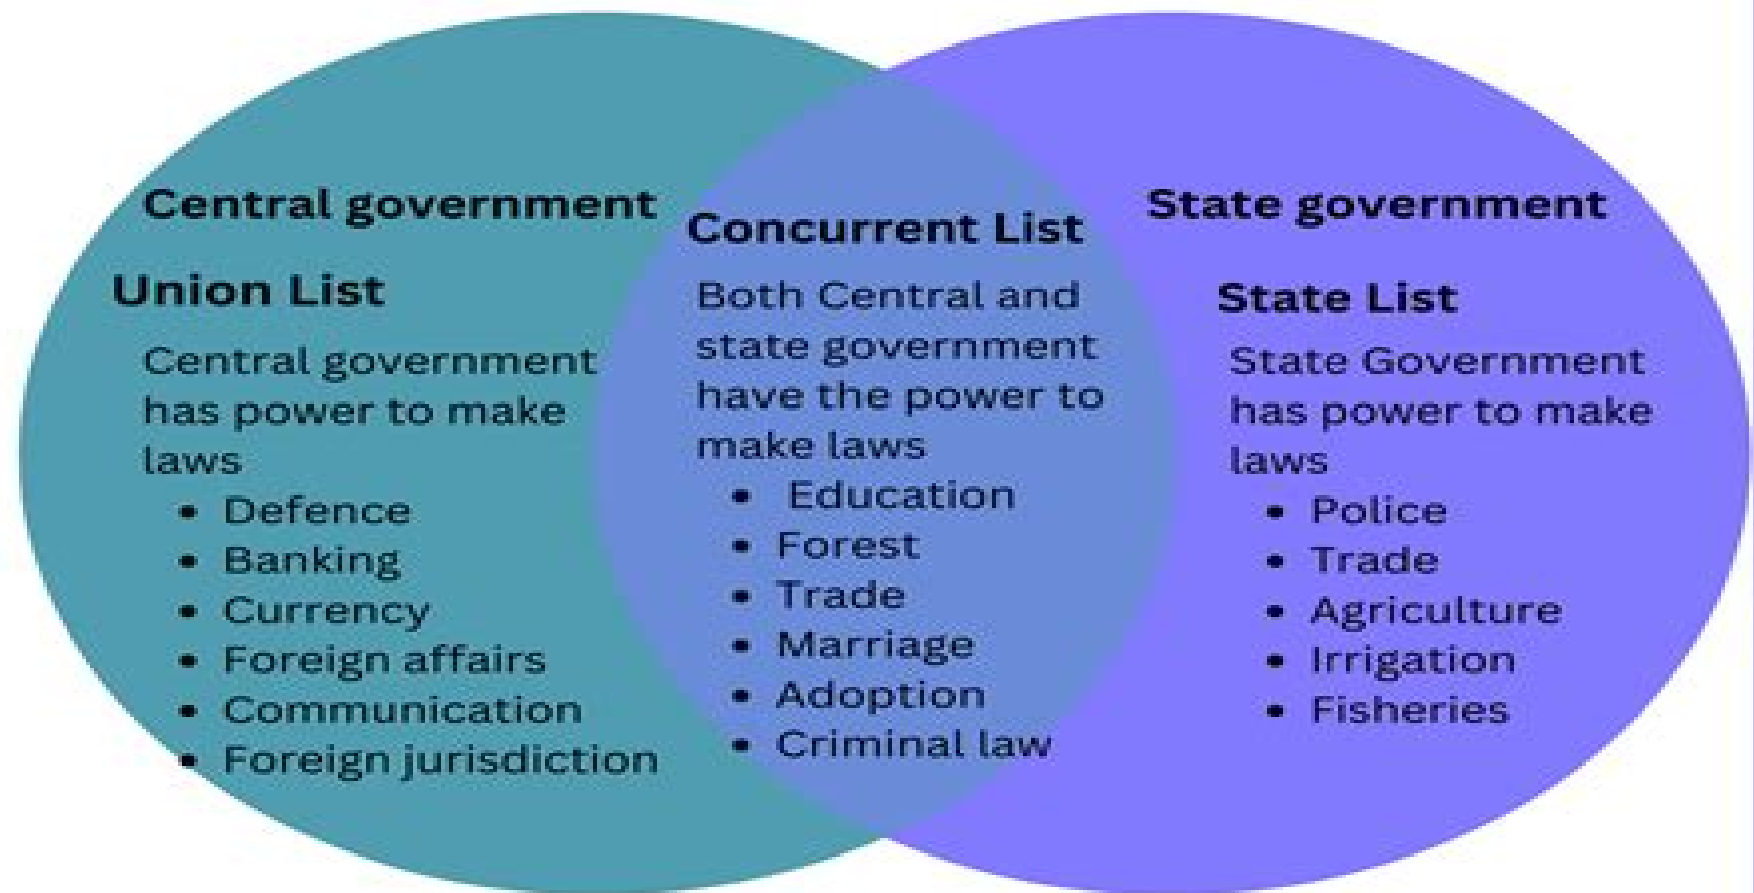 Central government
Union List
Central government
has power to make
laws
• Defence
• Banking
• Currency
• Foreign affairs
• Communication
• Foreign jurisdiction
Concurrent List
Both Central and
state government
have the power to
make laws
• Education
• Forest
• Trade
• Marriage
• Adoption
• Criminal law
State government
State List
State Government
has power to make
laws
• Police
• Trade
• Agriculture
• Irrigation
• Fisheries